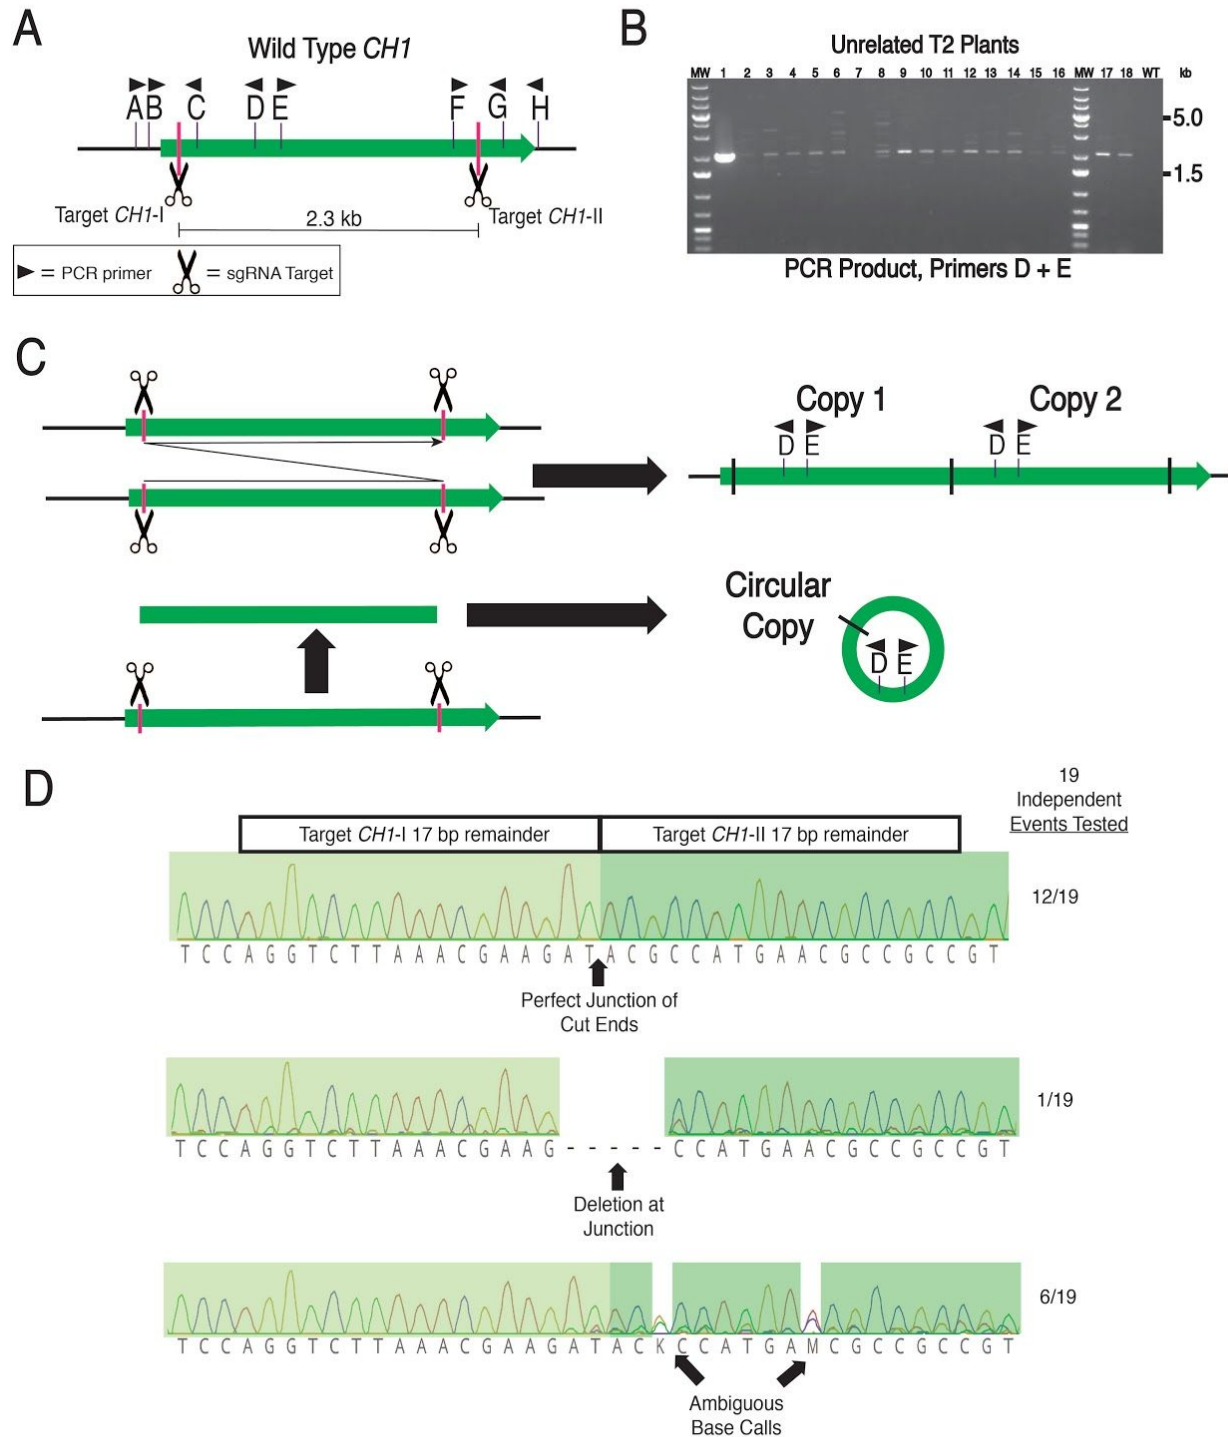 A
Wild Type CH1
A B C D E F G H
Target CH1-I
2.3 kb
Target CH1-II
= PCR primer
= sgRNA Target
B
Unrelated T2 Plants
MW 1 2 3 4 5 6 7 8 9 10 11 12 13 14 15 16 MW 17 18 WT kb
5.0
1.5
PCR Product, Primers D + E
C
Copy 1
Copy 2
D E
D E
Circular
Copy
D E
D
19
Independent
Events Tested
Target CH1-I 17 bp remainder
Target CH1-II 17 bp remainder
12/19
T C C A G G T C T T A A A C G A A G A T A C G C C A T G A A C G C C G C C G T
Perfect Junction of
Cut Ends
1/19
T C C A G G T C T T A A A C G A A G - - - - - C C A T G A A C G C C G C C G T
Deletion at
Junction
6/19
T C C A G G T C T T A A A C G A A G A T A C K C C A T G A M C G C C G C C G T
Ambiguous
Base Calls